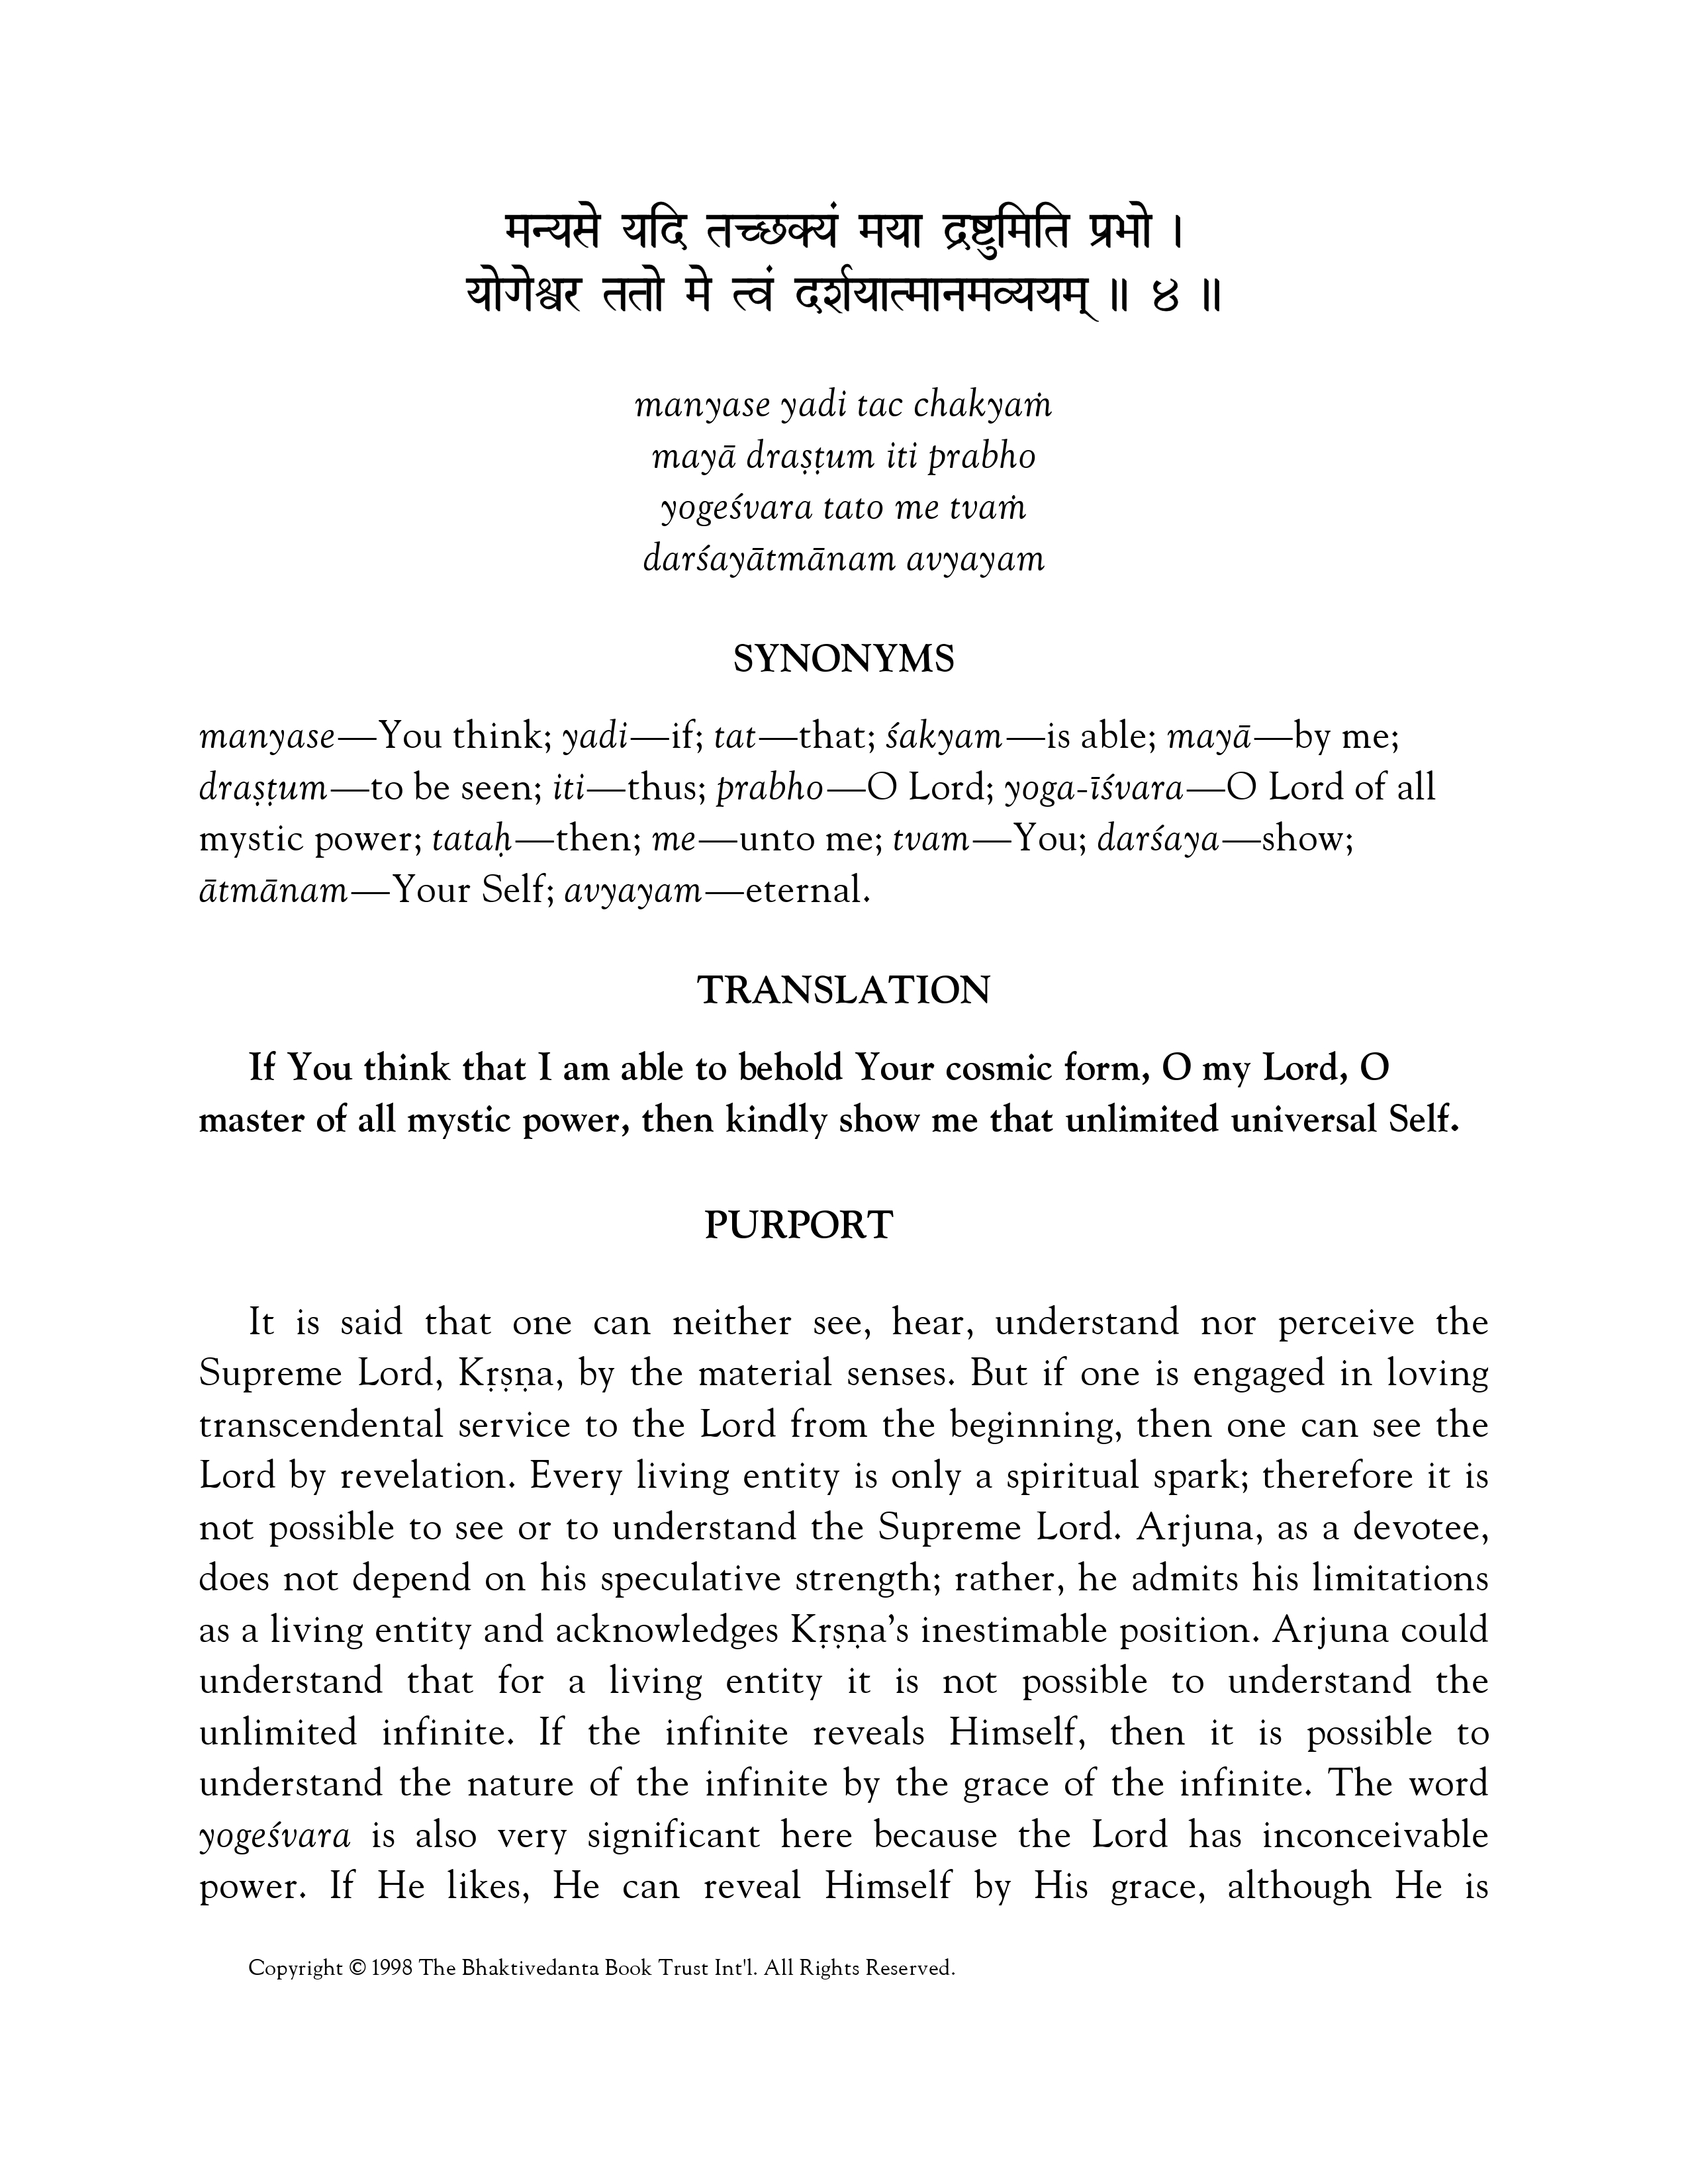 मन्यसे यदि तच्छक्यं मया द्रष्टुमिति प्रभो ।
योगेश्वर ततो मे त्वं दर्शयात्मानमव्ययम् ॥ ४ ॥
manyase yadi tac chakyaṁ
mayā draṣṭum iti prabho
yogeśvara tato me tvaṁ
darśayātmānam avyayam
SYNONYMS
manyase—You think; yadi—if; tat—that; śakyam—is able; mayā—by me;
draṣṭum—to be seen; iti—thus; prabho—O Lord; yoga-īśvara—O Lord of all
mystic power; tataḥ—then; me—unto me; tvam—You; darśaya—show;
ātmānam—Your Self; avyayam—eternal.
TRANSLATION
If You think that I am able to behold Your cosmic form, O my Lord, O
master of all mystic power, then kindly show me that unlimited universal Self.
PURPORT
It is said that one can neither see, hear, understand nor perceive the
Supreme Lord, Kṛṣṇa, by the material senses. But if one is engaged in loving
transcendental service to the Lord from the beginning, then one can see the
Lord by revelation. Every living entity is only a spiritual spark; therefore it is
not possible to see or to understand the Supreme Lord. Arjuna, as a devotee,
does not depend on his speculative strength; rather, he admits his limitations
as a living entity and acknowledges Kṛṣṇa’s inestimable position. Arjuna could
understand that for a living entity it is not possible to understand the
unlimited infinite. If the infinite reveals Himself, then it is possible to
understand the nature of the infinite by the grace of the infinite. The word
yogeśvara is also very significant here because the Lord has inconceivable
power. If He likes, He can reveal Himself by His grace, although He is
Copyright © 1998 The Bhaktivedanta Book Trust Int'l. All Rights Reserved.